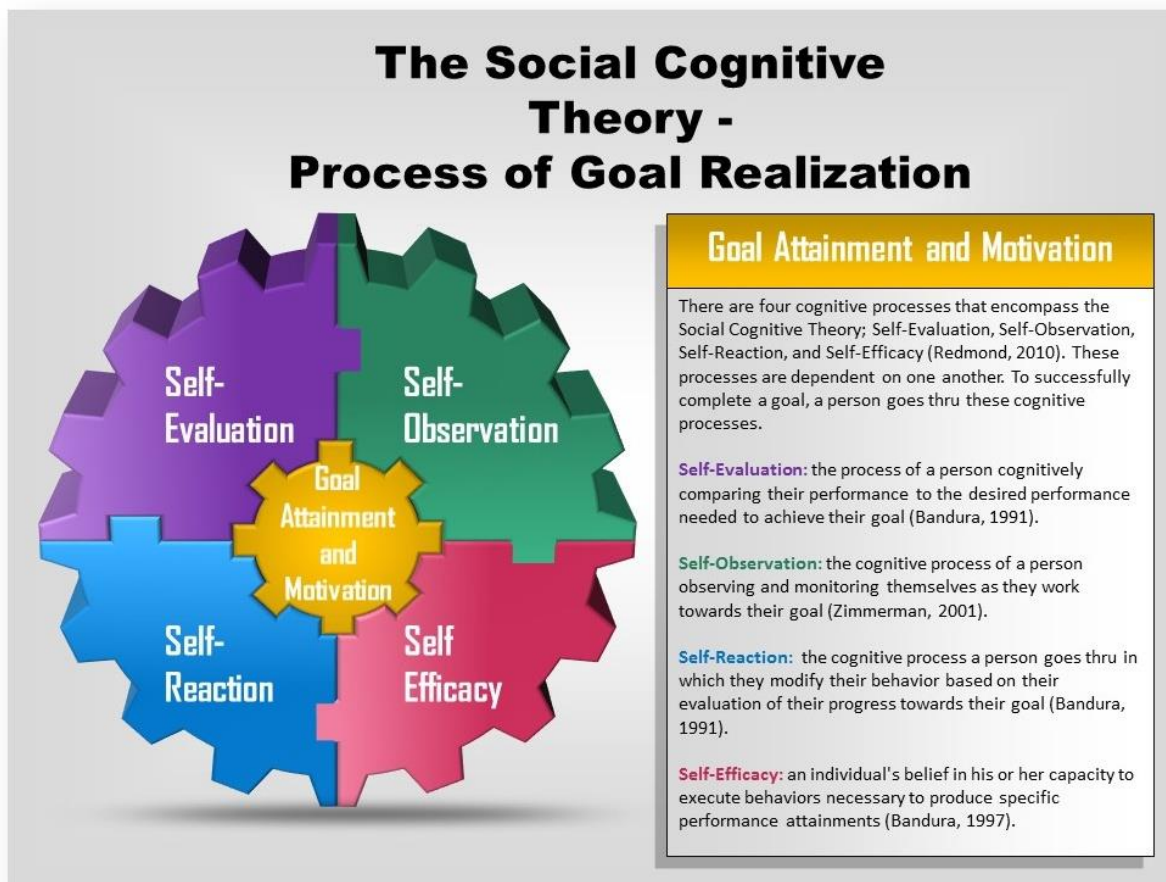 The Social Cognitive
Theory -
Process of Goal Realization
Self-
Evaluation
Self-
Observation
Goal
Attainment
and
Motivation
Self-
Reaction
Self
Efficacy
Goal Attainment and Motivation
There are four cognitive processes that encompass the
Social Cognitive Theory; Self-Evaluation, Self-Observation,
Self-Reaction, and Self-Efficacy (Redmond, 2010). These
processes are dependent on one another. To successfully
complete a goal, a person goes thru these cognitive
processes.
Self-Evaluation: the process of a person cognitively
comparing their performance to the desired performance
needed to achieve their goal (Bandura, 1991).
Self-Observation: the cognitive process of a person
observing and monitoring themselves as they work
towards their goal (Zimmerman, 2001).
Self-Reaction: the cognitive process a person goes thru in
which they modify their behavior based on their
evaluation of their progress towards their goal (Bandura,
1991).
Self-Efficacy: an individual's belief in his or her capacity to
execute behaviors necessary to produce specific
performance attainments (Bandura, 1997).